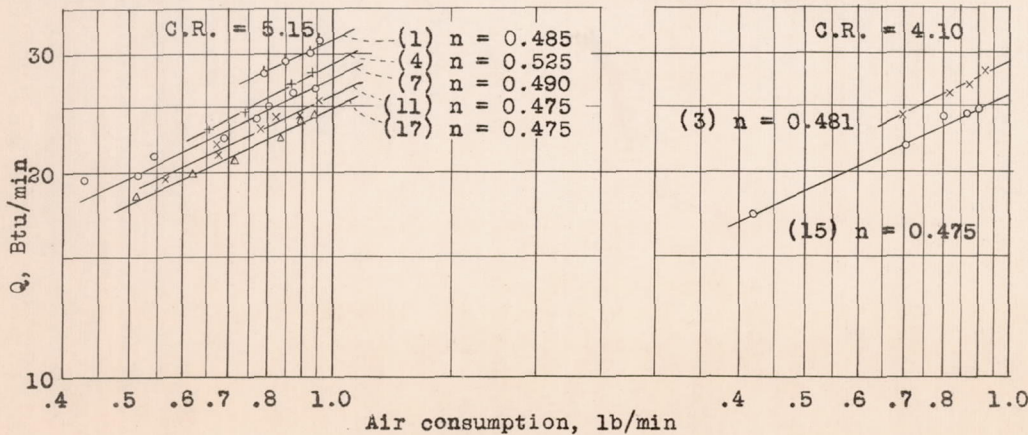 C.R. = 5.15
C.R. = 4.10
30
20
10
Q, Btu/min
(1) n = 0.485
(4) n = 0.525
(7) n = 0.490
(11) n = 0.475
(17) n = 0.475
(3) n = 0.481
(15) n = 0.475
.4 .5 .6 .7 .8 1.0
.4 .5 .6 .7 .8 1.0
Air consumption, lb/min